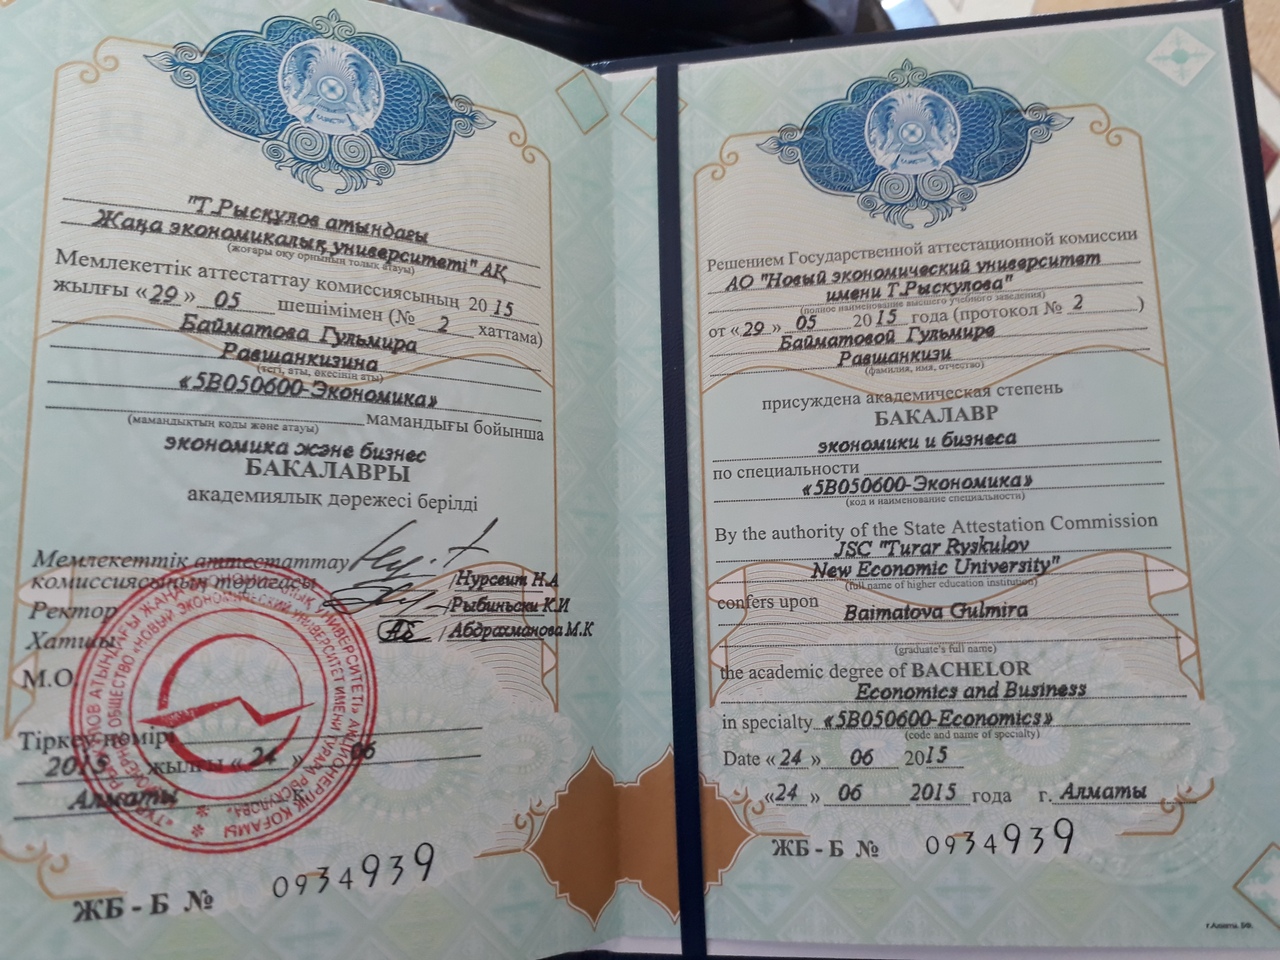 "Т.Рысқұлов атындағы
Жаңа экономикалық университеті" АҚ
(жоғары оқу орнының толық атауы)
Мемлекеттік аттестаттау комиссиясының 2015
жылғы «29» 05 шешімімен (№ 2 хаттама)
Байматова Гульмира
Равшанкизина
(тегі, аты, әкесінің аты)
«5В050600-Экономика»
мамандығы бойынша
(мамандықтың коды және атауы)
экономика және бизнес
БАКАЛАВРЫ
академиялық дәрежесі берілді
Мемлекеттік аттестаттау
комиссиясының төрағасы /Нурсеит Н.А
Ректор /Рыбиньски К.И
Хатшы /Абдрахманова М.К
М.О.
Тіркеу нөмірі
2015 жылғы «24» 06
Алматы қ.
ЖБ - Б № 0934939
КАЗАКСТАН
Решением Государственной аттестационной комиссии
АО "Новый экономический университет
имени Т.Рыскулова"
(полное наименование высшего учебного заведения)
от «29» 05 2015 года (протокол № 2 )
Байматовой Гульмире
Равшанкизи
(фамилия, имя, отчество)
присуждена академическая степень
БАКАЛАВР
экономики и бизнеса
по специальности
«5В050600-Экономика»
(код и наименование специальности)
By the authority of the State Attestation Commission
JSC "Turar Ryskulov
New Economic University"
(full name of higher education institution)
confers upon
Baimatova Gulmira
(graduate's full name)
the academic degree of BACHELOR
Economics and Business
in specialty «5B050600-Economics»
(code and name of specialty)
Date «24» 06 2015
«24» 06 2015 года г. Алматы
ЖБ - Б № 0934939